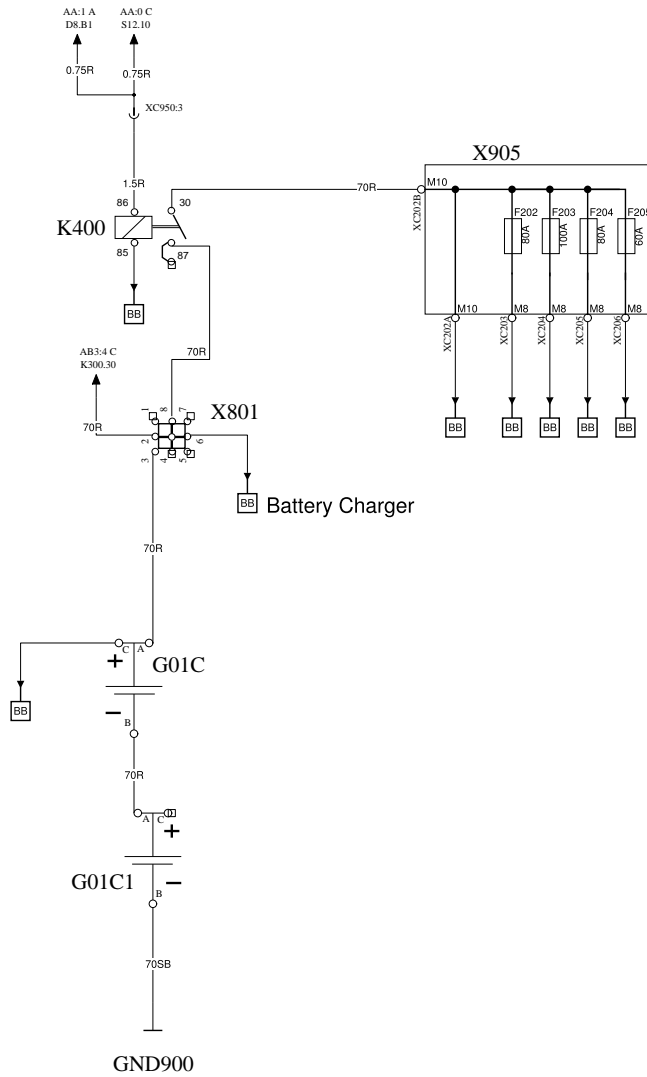 AA:1 A
D8.B1
AA:0 C
S12.10
0.75R
0.75R
XC950:3
1.5R
86
30
K400
85
87
BB
70R
X905
M10
XC202B
F202
80A
F203
100A
F204
80A
F205
60A
M10
M8
M8
M8
M8
XC202A
XC203
XC204
XC205
XC206
BB
BB
BB
BB
BB
AB3:4 C
K300.30
70R
70R
X801
1
8
7
2
6
3
4
5
BB
Battery Charger
70R
C
A
+
G01C
BB
−
B
70R
A
C
+
G01C1
−
B
70SB
GND900